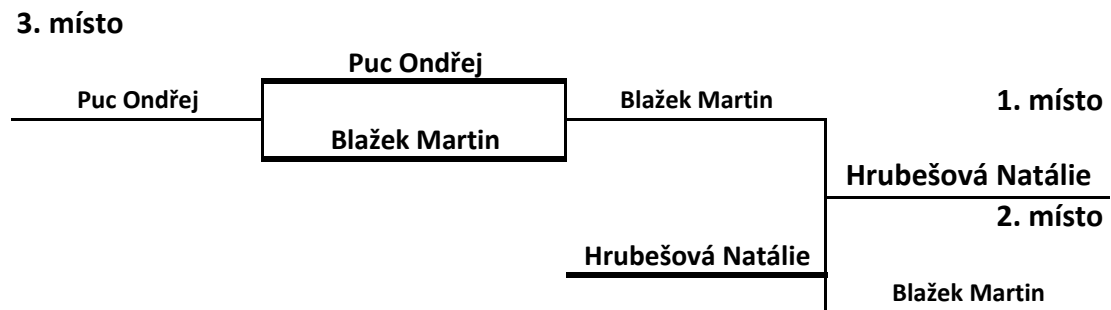 3. místo
Puc Ondřej
Puc Ondřej
Blažek Martin
1. místo
Blažek Martin
Hrubešová Natálie
2. místo
Hrubešová Natálie
Blažek Martin